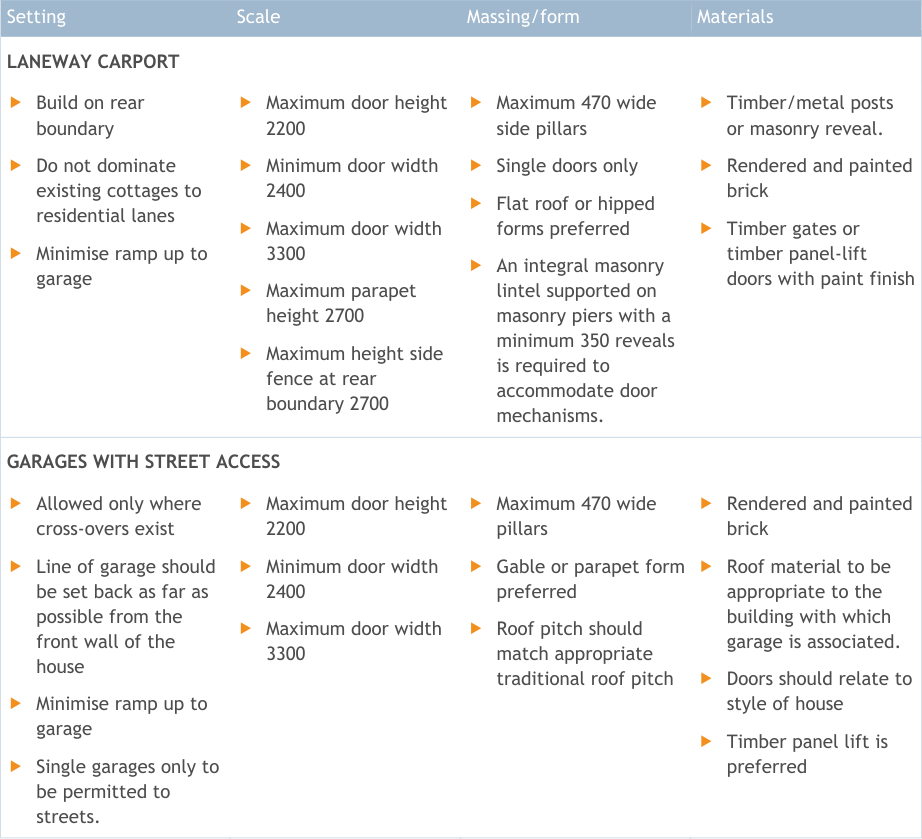 Setting
Scale
Massing/form
Materials
LANEWAY CARPORT
Build on rear
boundary
Do not dominate
existing cottages to
residential lanes
Minimise ramp up to
garage
Maximum door height
2200
Minimum door width
2400
Maximum door width
3300
Maximum parapet
height 2700
Maximum height side
fence at rear
boundary 2700
Maximum 470 wide
side pillars
Single doors only
Flat roof or hipped
forms preferred
An integral masonry
lintel supported on
masonry piers with a
minimum 350 reveals
is required to
accommodate door
mechanisms.
Timber/metal posts
or masonry reveal.
Rendered and painted
brick
Timber gates or
timber panel-lift
doors with paint finish
GARAGES WITH STREET ACCESS
Allowed only where
cross-overs exist
Line of garage should
be set back as far as
possible from the
front wall of the
house
Minimise ramp up to
garage
Single garages only to
be permitted to
streets.
Maximum door height
2200
Minimum door width
2400
Maximum door width
3300
Maximum 470 wide
pillars
Gable or parapet form
preferred
Roof pitch should
match appropriate
traditional roof pitch
Rendered and painted
brick
Roof material to be
appropriate to the
building with which
garage is associated.
Doors should relate to
style of house
Timber panel lift is
preferred